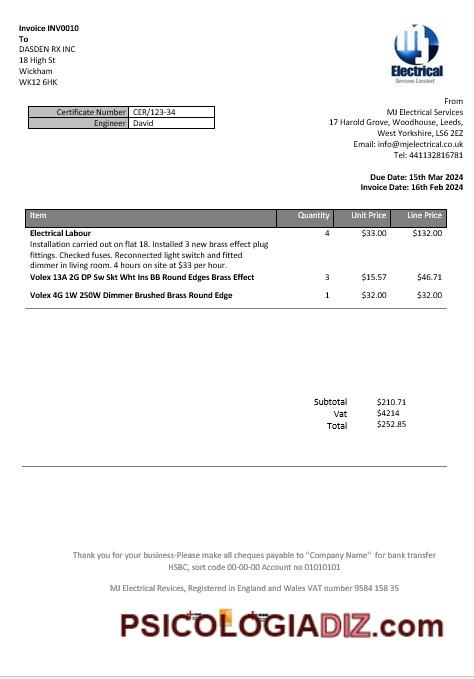 Invoice INV0010
To
DASDEN RX INC
18 High St
Wickham
WK12 6HK
Electrical
Services Limited
Certificate Number CER/123-34
Engineer David
From
MJ Electrical Services
17 Harold Grove, Woodhouse, Leeds,
West Yorkshire, LS6 2EZ
Email: info@mjelectrical.co.uk
Tel: 441132816781
Due Date: 15th Mar 2024
Invoice Date: 16th Feb 2024
Item Quantity Unit Price Line Price
Electrical Labour 4 $33.00 $132.00
Installation carried out on flat 18. Installed 3 new brass effect plug
fittings. Checked fuses. Reconnected light switch and fitted
dimmer in living room. 4 hours on site at $33 per hour.
Volex 13A 2G DP Sw Skt Wht Ins BB Round Edges Brass Effect 3 $15.57 $46.71
Volex 4G 1W 250W Dimmer Brushed Brass Round Edge 1 $32.00 $32.00
Subtotal $210.71
Vat $4214
Total $252.85
Thank you for your business-Please make all cheques payable to "Company Name" for bank transfer
HSBC, sort code 00-00-00 Account no 01010101
MJ Electrical Revices, Registered in England and Wales VAT number 9584 158 35
PSICOLOGIADIZ.com